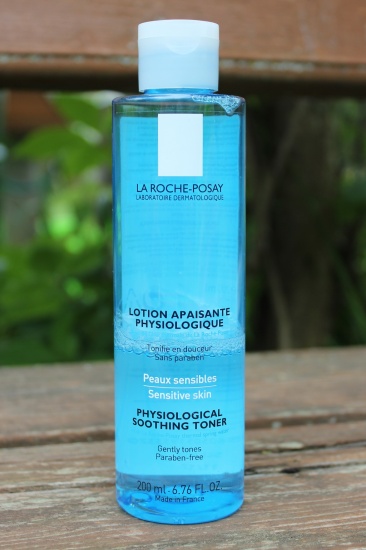 LA ROCHE-POSAY
LABORATOIRE DERMATOLOGIQUE
LOTION APAISANTE
PHYSIOLOGIQUE
Tonifie en douceur
Sans paraben
Peaux sensibles
Sensitive skin
PHYSIOLOGICAL
SOOTHING TONER
Gently tones
Paraben-free
200 ml - 6.76 FL.OZ.
Made in France